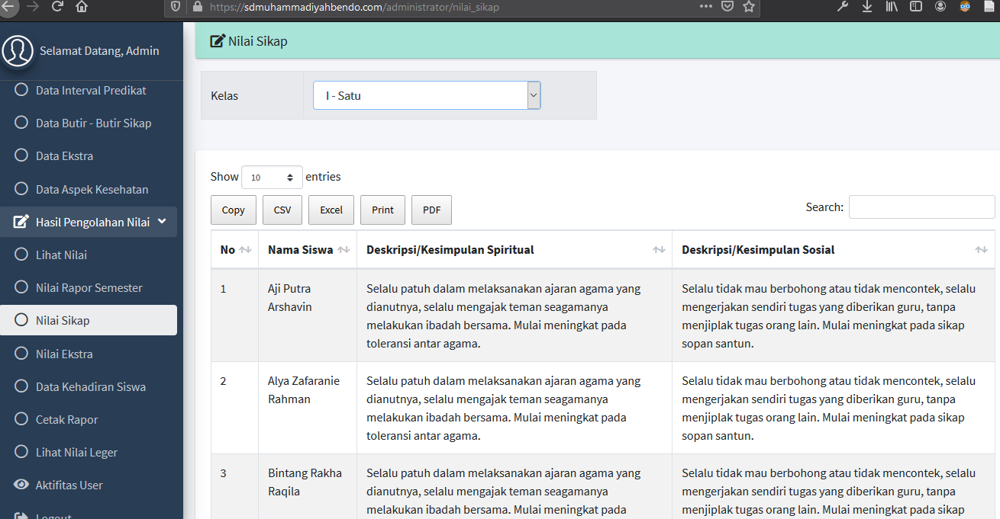 https://sdmuhammadiyahbendo.com/administrator/nilai_sikap
Selamat Datang, Admin
Data Interval Predikat
Data Butir - Butir Sikap
Data Ekstra
Data Aspek Kesehatan
Hasil Pengolahan Nilai
Lihat Nilai
Nilai Rapor Semester
Nilai Sikap
Nilai Ekstra
Data Kehadiran Siswa
Cetak Rapor
Lihat Nilai Leger
Aktifitas User
Logout
Nilai Sikap
Kelas I - Satu
Show 10 entries
Copy CSV Excel Print PDF
Search:
No Nama Siswa Deskripsi/Kesimpulan Spiritual Deskripsi/Kesimpulan Sosial
1
Aji Putra
Arshavin
Selalu patuh dalam melaksanakan ajaran agama yang
dianutnya, selalu mengajak teman seagamanya
melakukan ibadah bersama. Mulai meningkat pada
toleransi antar agama.
Selalu tidak mau berbohong atau tidak mencontek, selalu
mengerjakan sendiri tugas yang diberikan guru, tanpa
menjiplak tugas orang lain. Mulai meningkat pada sikap
sopan santun.
2
Alya Zafaranie
Rahman
Selalu patuh dalam melaksanakan ajaran agama yang
dianutnya, selalu mengajak teman seagamanya
melakukan ibadah bersama. Mulai meningkat pada
toleransi antar agama.
Selalu tidak mau berbohong atau tidak mencontek, selalu
mengerjakan sendiri tugas yang diberikan guru, tanpa
menjiplak tugas orang lain. Mulai meningkat pada sikap
sopan santun.
3
Bintang Rakha
Raqila
Selalu patuh dalam melaksanakan ajaran agama yang
dianutnya, selalu mengajak teman seagamanya
melakukan ibadah bersama. Mulai meningkat pada
Selalu tidak mau berbohong atau tidak mencontek, selalu
mengerjakan sendiri tugas yang diberikan guru, tanpa
menjiplak tugas orang lain. Mulai meningkat pada sikap